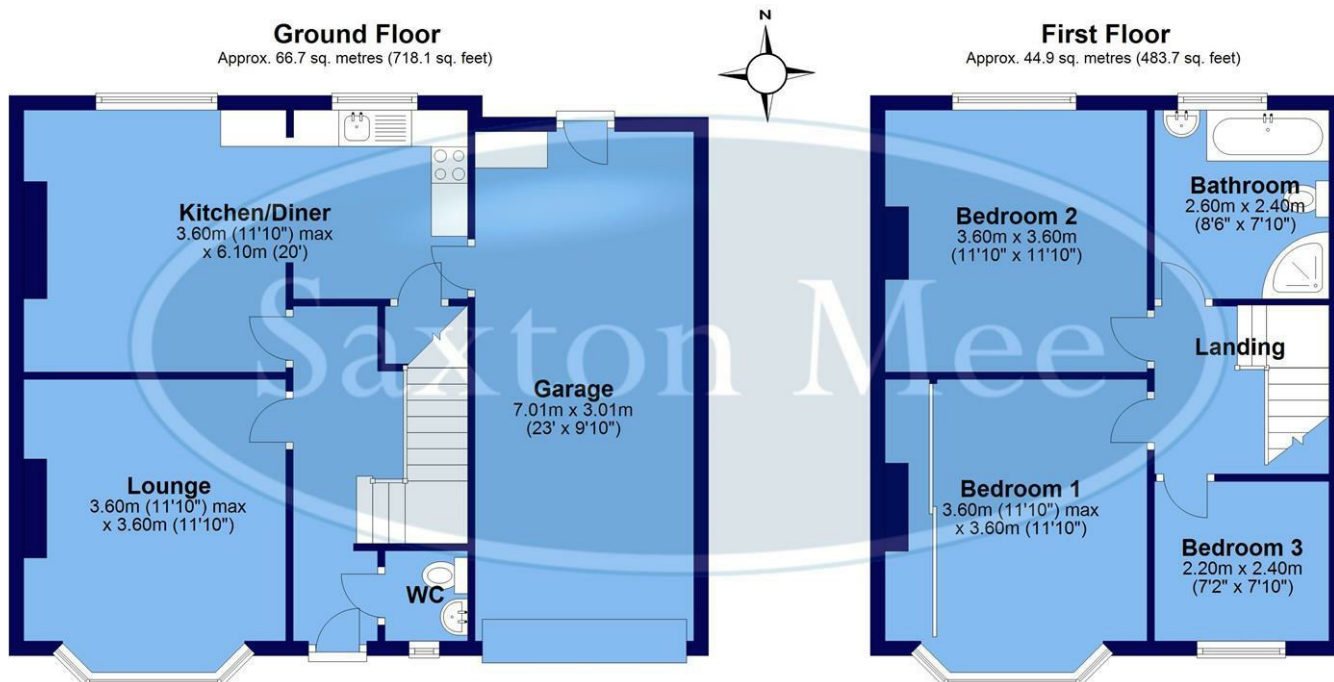 Ground Floor
Approx. 66.7 sq. metres (718.1 sq. feet)
N
First Floor
Approx. 44.9 sq. metres (483.7 sq. feet)
Kitchen/Diner
3.60m (11'10") max
x 6.10m (20')
Lounge
3.60m (11'10") max
x 3.60m (11'10")
WC
Garage
7.01m x 3.01m
(23' x 9'10")
Bedroom 2
3.60m x 3.60m
(11'10" x 11'10")
Bathroom
2.60m x 2.40m
(8'6" x 7'10")
Landing
Bedroom 1
3.60m (11'10") max
x 3.60m (11'10")
Bedroom 3
2.20m x 2.40m
(7'2" x 7'10")
Saxton Mee